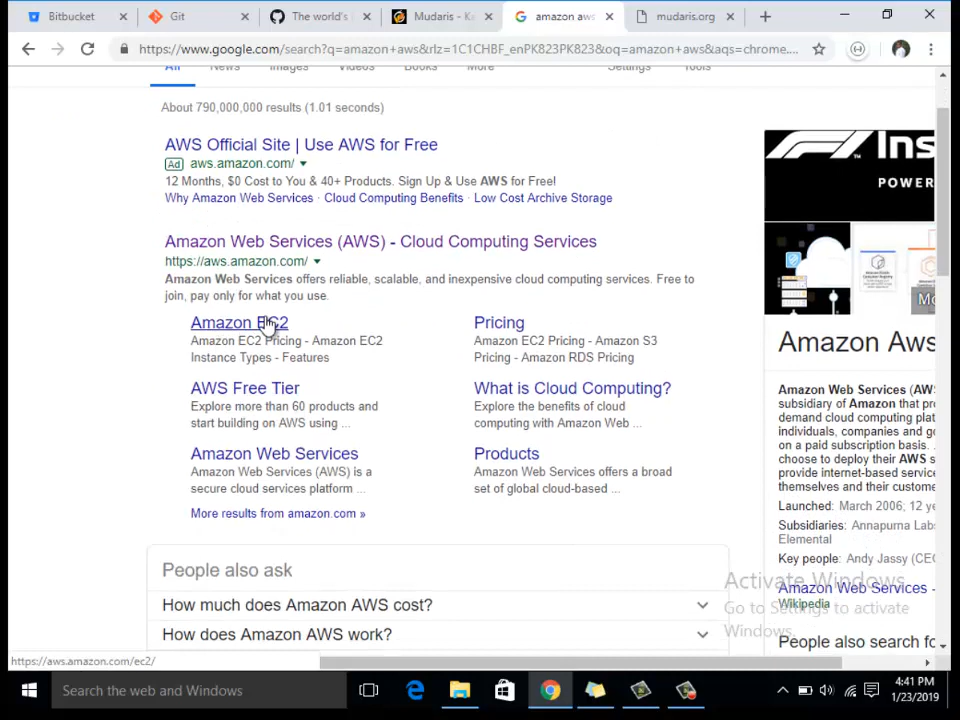 Bitbucket
Git
The world's
Mudaris - Ka
amazon aws
mudaris.org
https://www.google.com/search?q=amazon+aws&rlz=1C1CHBF_enPK823PK823&oq=amazon+aws&aqs=chrome....
All News Images Videos Books More Settings Tools
About 790,000,000 results (1.01 seconds)
AWS Official Site | Use AWS for Free
Ad aws.amazon.com/
12 Months, $0 Cost to You & 40+ Products. Sign Up & Use AWS for Free!
Why Amazon Web Services · Cloud Computing Benefits · Low Cost Archive Storage
Amazon Web Services (AWS) - Cloud Computing Services
https://aws.amazon.com/
Amazon Web Services offers reliable, scalable, and inexpensive cloud computing services. Free to
join, pay only for what you use.
Amazon EC2
Amazon EC2 Pricing - Amazon EC2
Instance Types - Features
Pricing
Amazon EC2 Pricing - Amazon S3
Pricing - Amazon RDS Pricing
AWS Free Tier
Explore more than 60 products and
start building on AWS using ...
What is Cloud Computing?
Explore the benefits of cloud
computing with Amazon Web ...
Amazon Web Services
Amazon Web Services (AWS) is a
secure cloud services platform ...
Products
Amazon Web Services offers a broad
set of global cloud-based ...
More results from amazon.com »
People also ask
How much does Amazon AWS cost?
How does Amazon AWS work?
F1 Ins
POWER
Mo
Amazon Aws
Amazon Web Services (AW
subsidiary of Amazon that pr
demand cloud computing plat
individuals, companies and go
on a paid subscription basis.
choose to deploy their AWS s
provide internet-based service
themselves and their custome
Launched: March 2006; 12 ye
Subsidiaries: Annapurna Lab
Elemental
Key people: Andy Jassy (CE
Amazon Web Services -
Wikipedia
People also search fo
Activate Windows
Go to Settings to activate
Windows.
https://aws.amazon.com/ec2/
Search the web and Windows
4:41 PM
1/23/2019